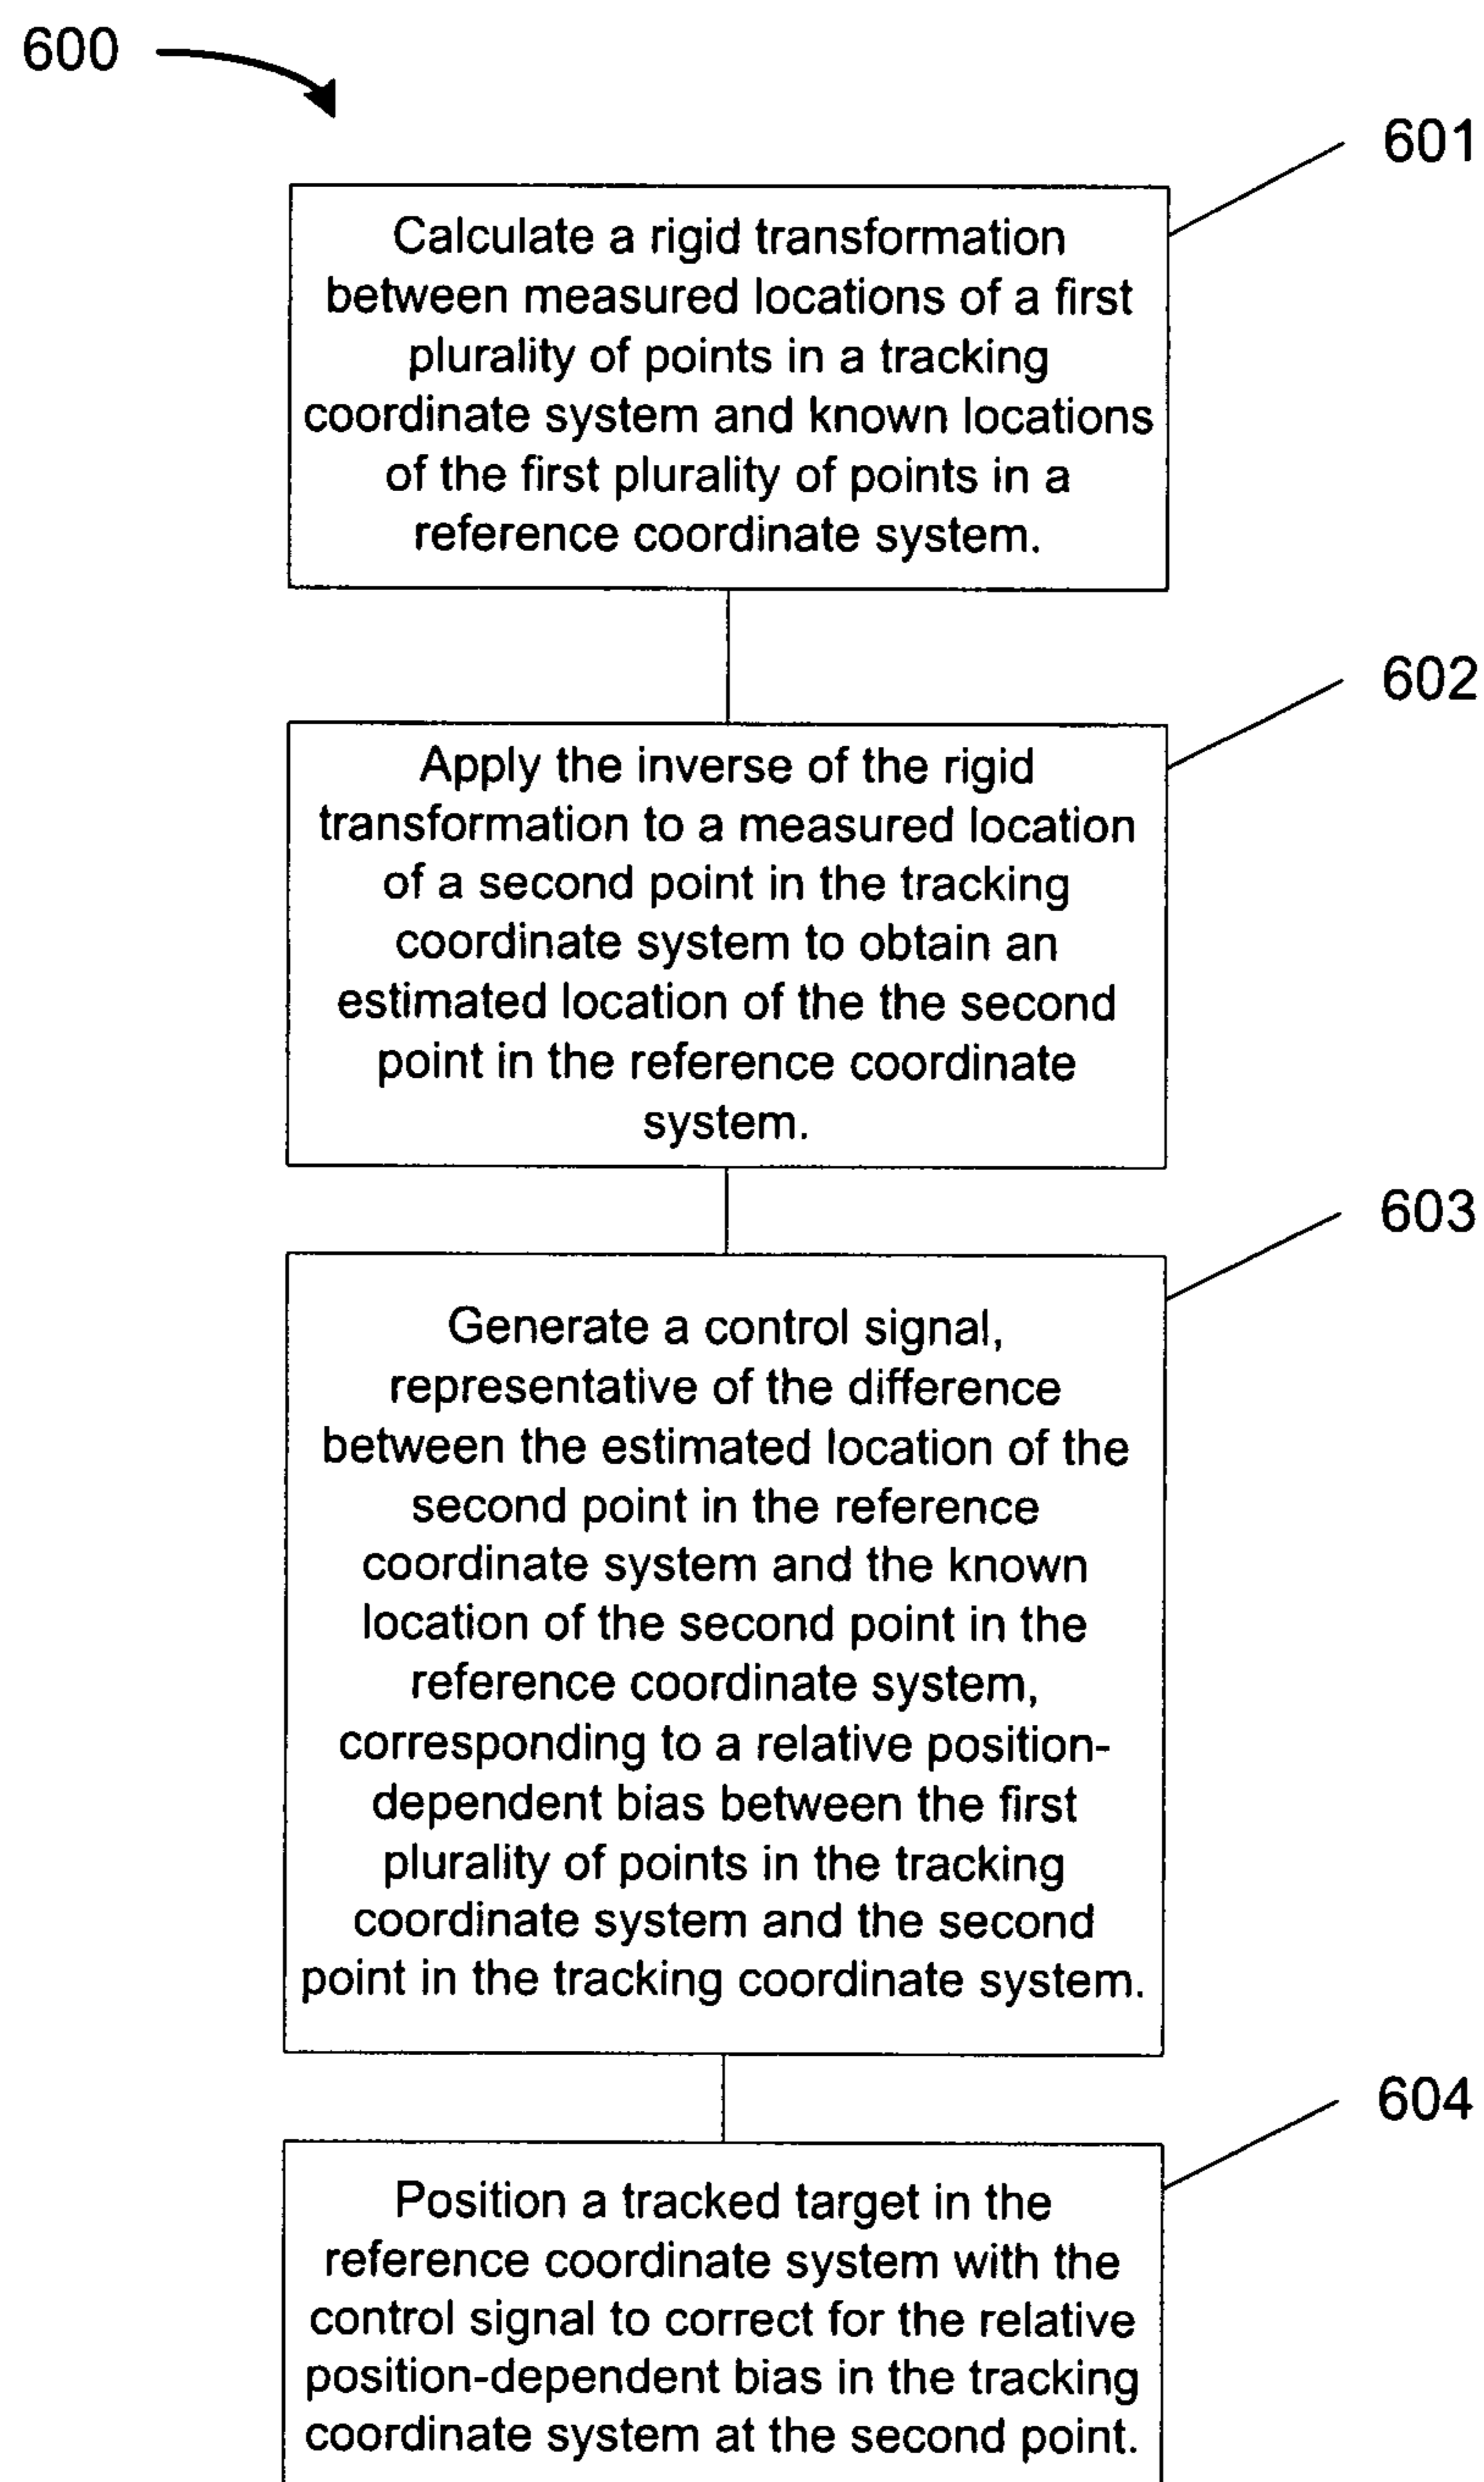 600
601
Calculate a rigid transformation
between measured locations of a first
plurality of points in a tracking
coordinate system and known locations
of the first plurality of points in a
reference coordinate system.
602
Apply the inverse of the rigid
transformation to a measured location
of a second point in the tracking
coordinate system to obtain an
estimated location of the the second
point in the reference coordinate
system.
603
Generate a control signal,
representative of the difference
between the estimated location of the
second point in the reference
coordinate system and the known
location of the second point in the
reference coordinate system,
corresponding to a relative position-
dependent bias between the first
plurality of points in the tracking
coordinate system and the second
point in the tracking coordinate system.
604
Position a tracked target in the
reference coordinate system with the
control signal to correct for the relative
position-dependent bias in the tracking
coordinate system at the second point.